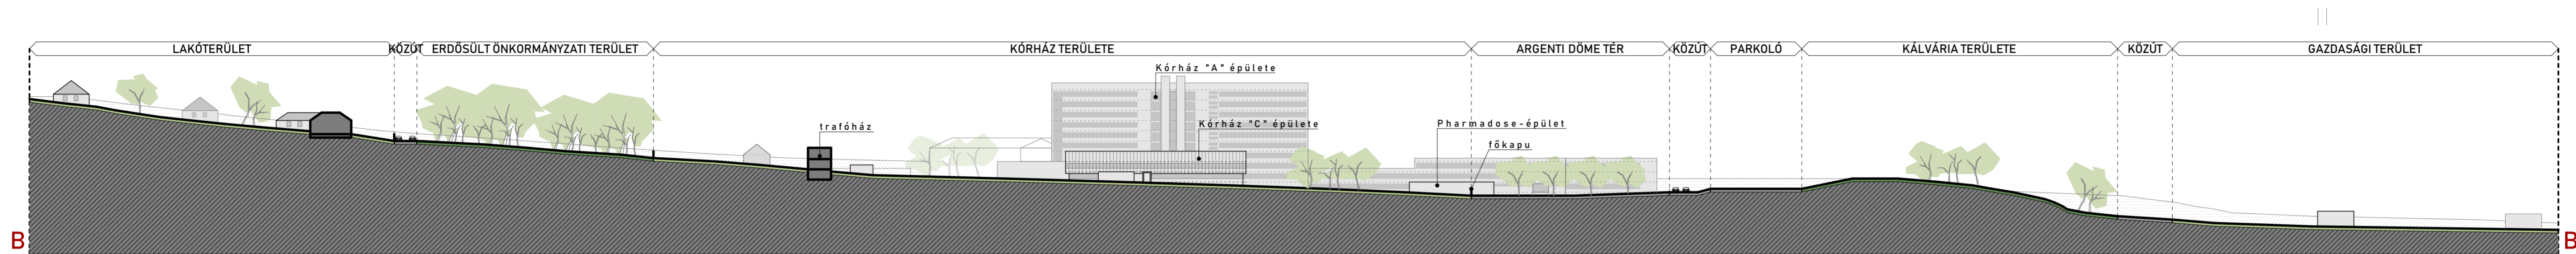 LAKÓTERÜLET
KÖZÚT
ERDŐSÜLT ÖNKORMÁNYZATI TERÜLET
KÓRHÁZ TERÜLETE
ARGENTI DÖME TÉR
KÖZÚT
PARKOLÓ
KÁLVÁRIA TERÜLETE
KÖZÚT
GAZDASÁGI TERÜLET
Kórház "A" épülete
Kórház "C" épülete
trafóház
Pharmadose-épület
főkapu
B
B